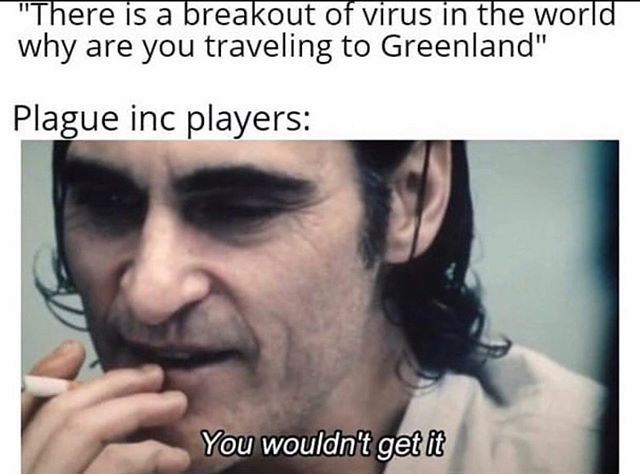 "There is a breakout of virus in the world
why are you traveling to Greenland"
Plague inc players:
You wouldn't get it